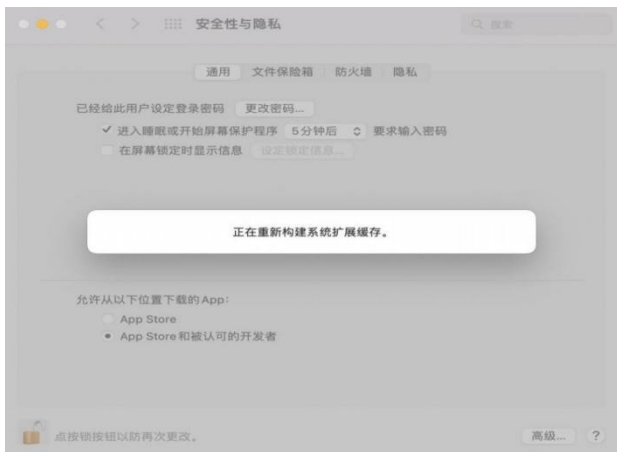 安全性与隐私
搜索
通用 文件保险箱 防火墙 隐私
已经给此用户设定登录密码 更改密码...
进入睡眠或开始屏幕保护程序 5分钟后 要求输入密码
在屏幕锁定时显示信息 设定锁定信息...
正在重新构建系统扩展缓存。
允许从以下位置下载的App:
App Store
App Store和被认可的开发者
点按锁按钮以防再次更改。
高级... ?